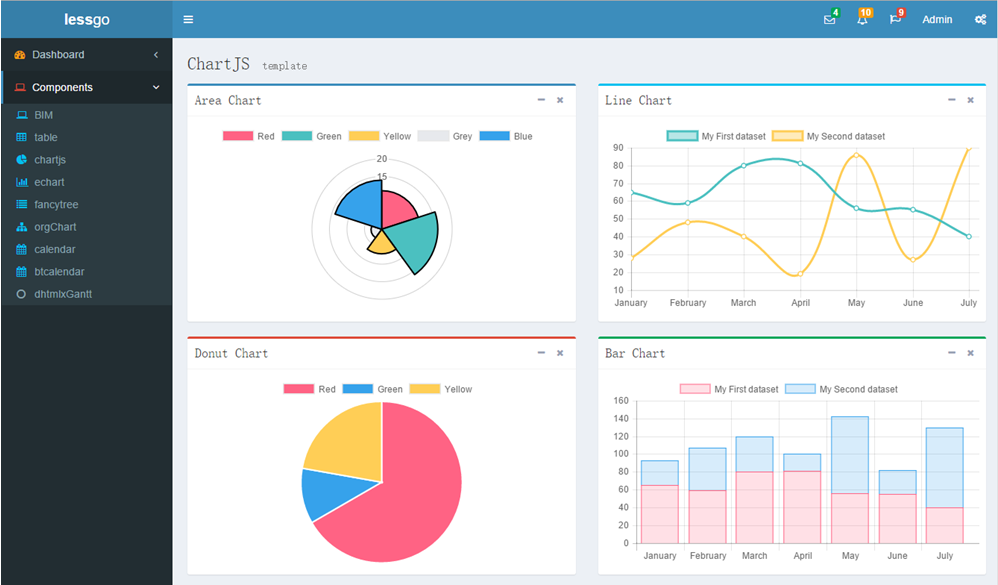 lessgo
4 10 9 Admin
Dashboard
Components
BIM
table
chartjs
echart
fancytree
orgChart
calendar
btcalendar
dhtmlxGantt
ChartJS template
Area Chart
Red Green Yellow Grey Blue
20
15
Line Chart
My First dataset My Second dataset
90
80
70
60
50
40
30
20
10
January February March April May June July
Donut Chart
Red Green Yellow
Bar Chart
My First dataset My Second dataset
160
140
120
100
80
60
40
20
0
January February March April May June July